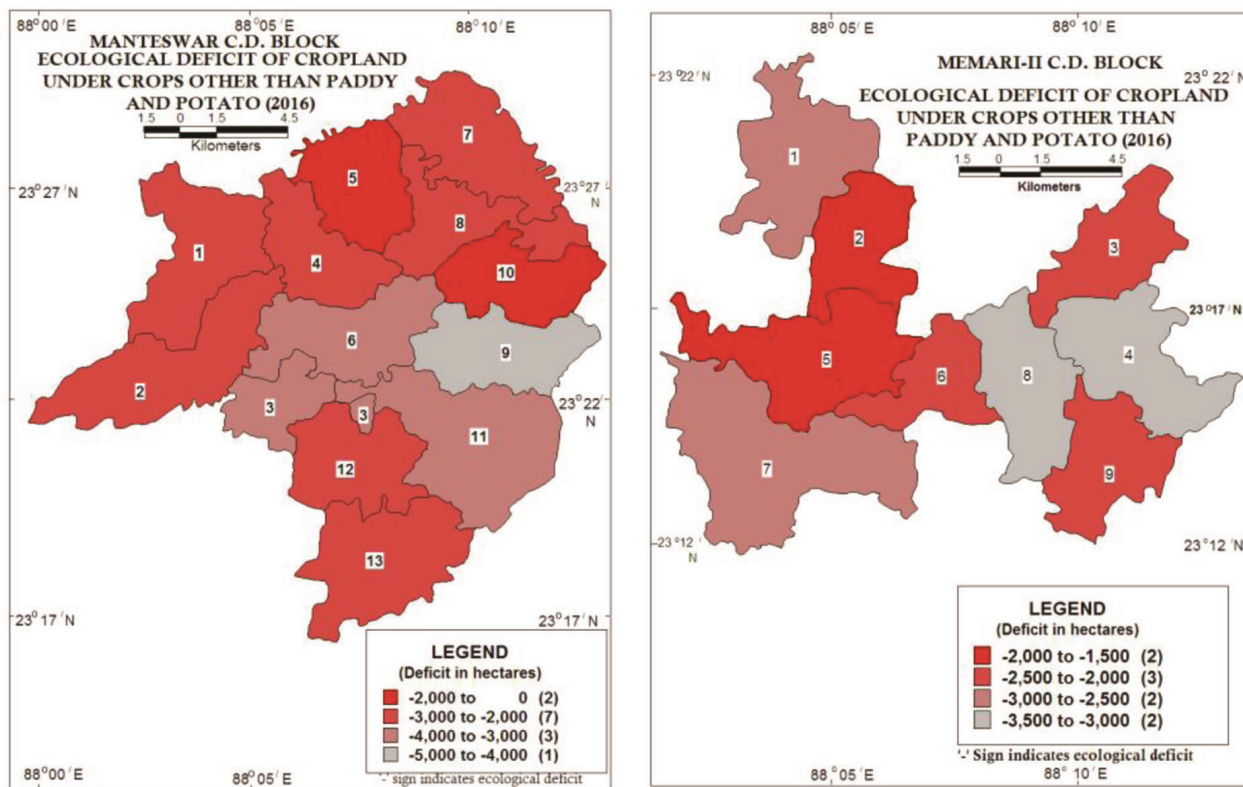 88° 00 ′ E
88° 05 ′ E
88° 10 ′ E
MANTESWAR C.D. BLOCK
ECOLOGICAL DEFICIT OF CROPLAND
UNDER CROPS OTHER THAN PADDY
AND POTATO (2016)
1.5 0 1.5 4.5
Kilometers
23° 27 ′ N
23° 27 ′
N
7
5
8
1
4
10
6
9
2
3
3
23° 22 ′
N
11
12
13
23° 17 ′ N
23° 17 ′ N
LEGEND
(Deficit in hectares)
-2,000 to 0 (2)
-3,000 to -2,000 (7)
-4,000 to -3,000 (3)
-5,000 to -4,000 (1)
'-' sign indicates ecological deficit
88° 00 ′ E
88° 05 ′ E
88° 10 ′ E
88° 05 ′ E
88° 10 ′ E
23° 22 ′
N
MEMARI-II C.D. BLOCK
23° 22 ′
N
ECOLOGICAL DEFICIT OF CROPLAND
UNDER CROPS OTHER THAN
PADDY AND POTATO (2016)
1.5 0 1.5 4.5
Kilometers
1
2
3
23° 17 ′ N
5
6
8
4
7
9
23° 12 ′
N
23° 12 ′ N
LEGEND
(Deficit in hectares)
-2,000 to -1,500 (2)
-2,500 to -2,000 (3)
-3,000 to -2,500 (2)
-3,500 to -3,000 (2)
'-' Sign indicates ecological deficit
88° 05 ′ E
88° 10 ′ E